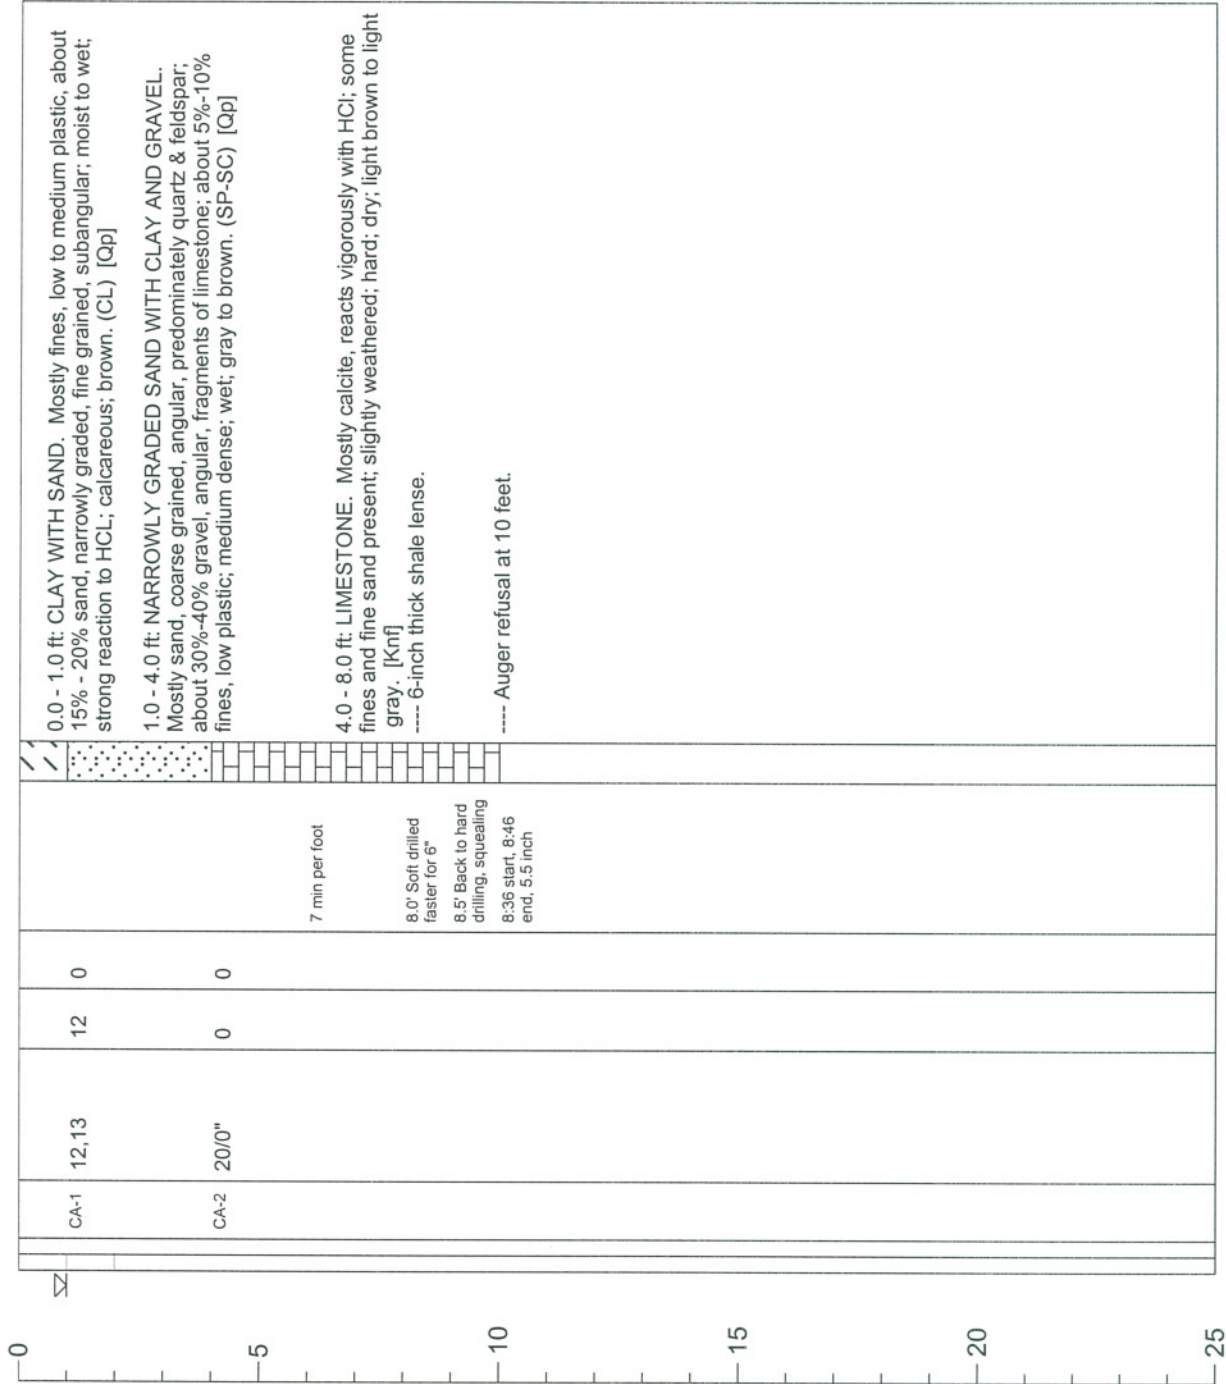 0
5
10
15
20
25
CA-1
12,13
12
0
CA-2
20/0"
0
0
7 min per foot
8.0' Soft drilled
faster for 6"
8.5' Back to hard
drilling, squealing
8:36 start, 8:46
end, 5.5 inch
0.0 - 1.0 ft: CLAY WITH SAND. Mostly fines, low to medium plastic, about
15% - 20% sand, narrowly graded, fine grained, subangular; moist to wet;
strong reaction to HCL; calcareous; brown. (CL) [Qp]
1.0 - 4.0 ft: NARROWLY GRADED SAND WITH CLAY AND GRAVEL.
Mostly sand, coarse grained, angular, predominately quartz & feldspar;
about 30%-40% gravel, angular, fragments of limestone; about 5%-10%
fines, low plastic; medium dense; wet; gray to brown. (SP-SC) [Qp]
4.0 - 8.0 ft: LIMESTONE. Mostly calcite, reacts vigorously with HCl; some
fines and fine sand present; slightly weathered; hard; dry; light brown to light
gray. [Knf]
---- 6-inch thick shale lense.
---- Auger refusal at 10 feet.